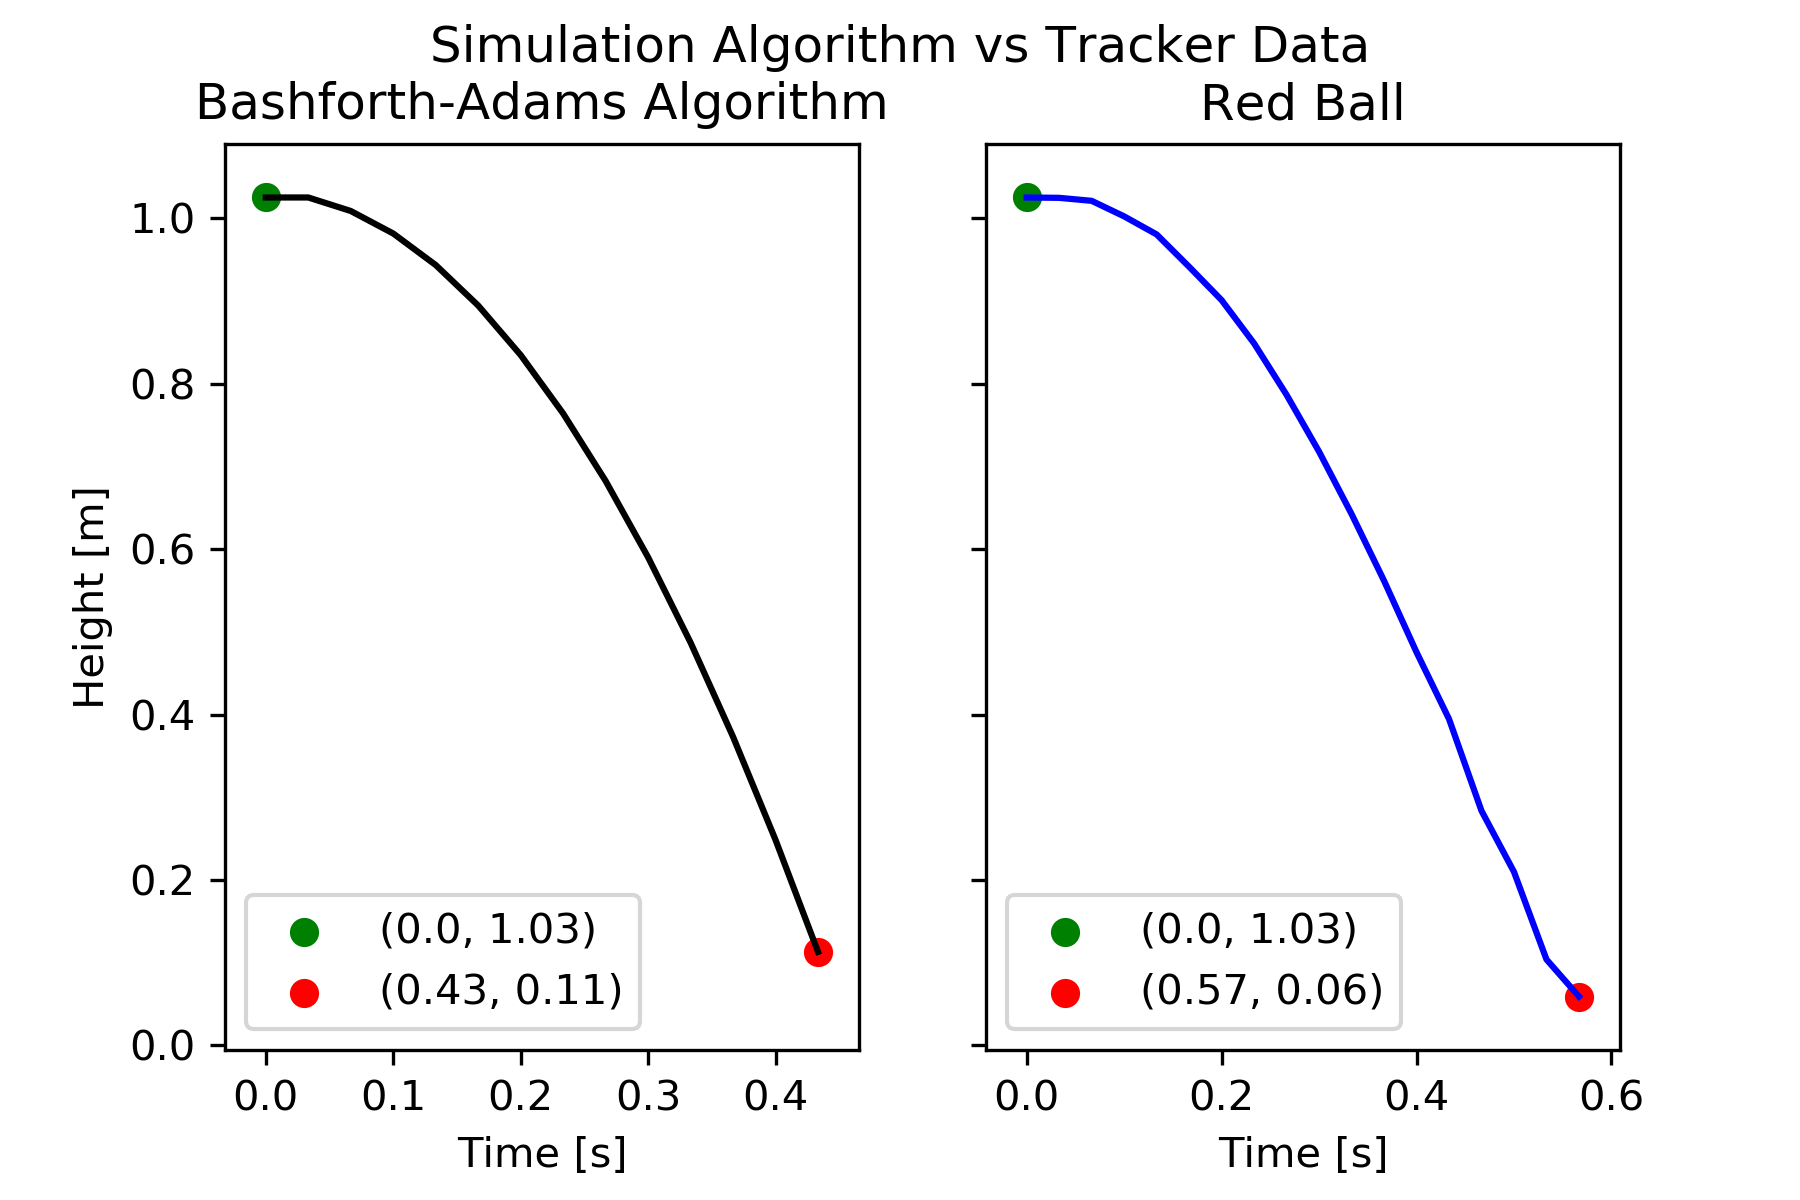 Simulation Algorithm vs Tracker Data
Bashforth-Adams Algorithm
Height [m]
1.0
0.8
0.6
0.4
0.2
0.0
(0.0, 1.03)
(0.43, 0.11)
0.0 0.1 0.2 0.3 0.4
Time [s]
Red Ball
(0.0, 1.03)
(0.57, 0.06)
0.0 0.2 0.4 0.6
Time [s]